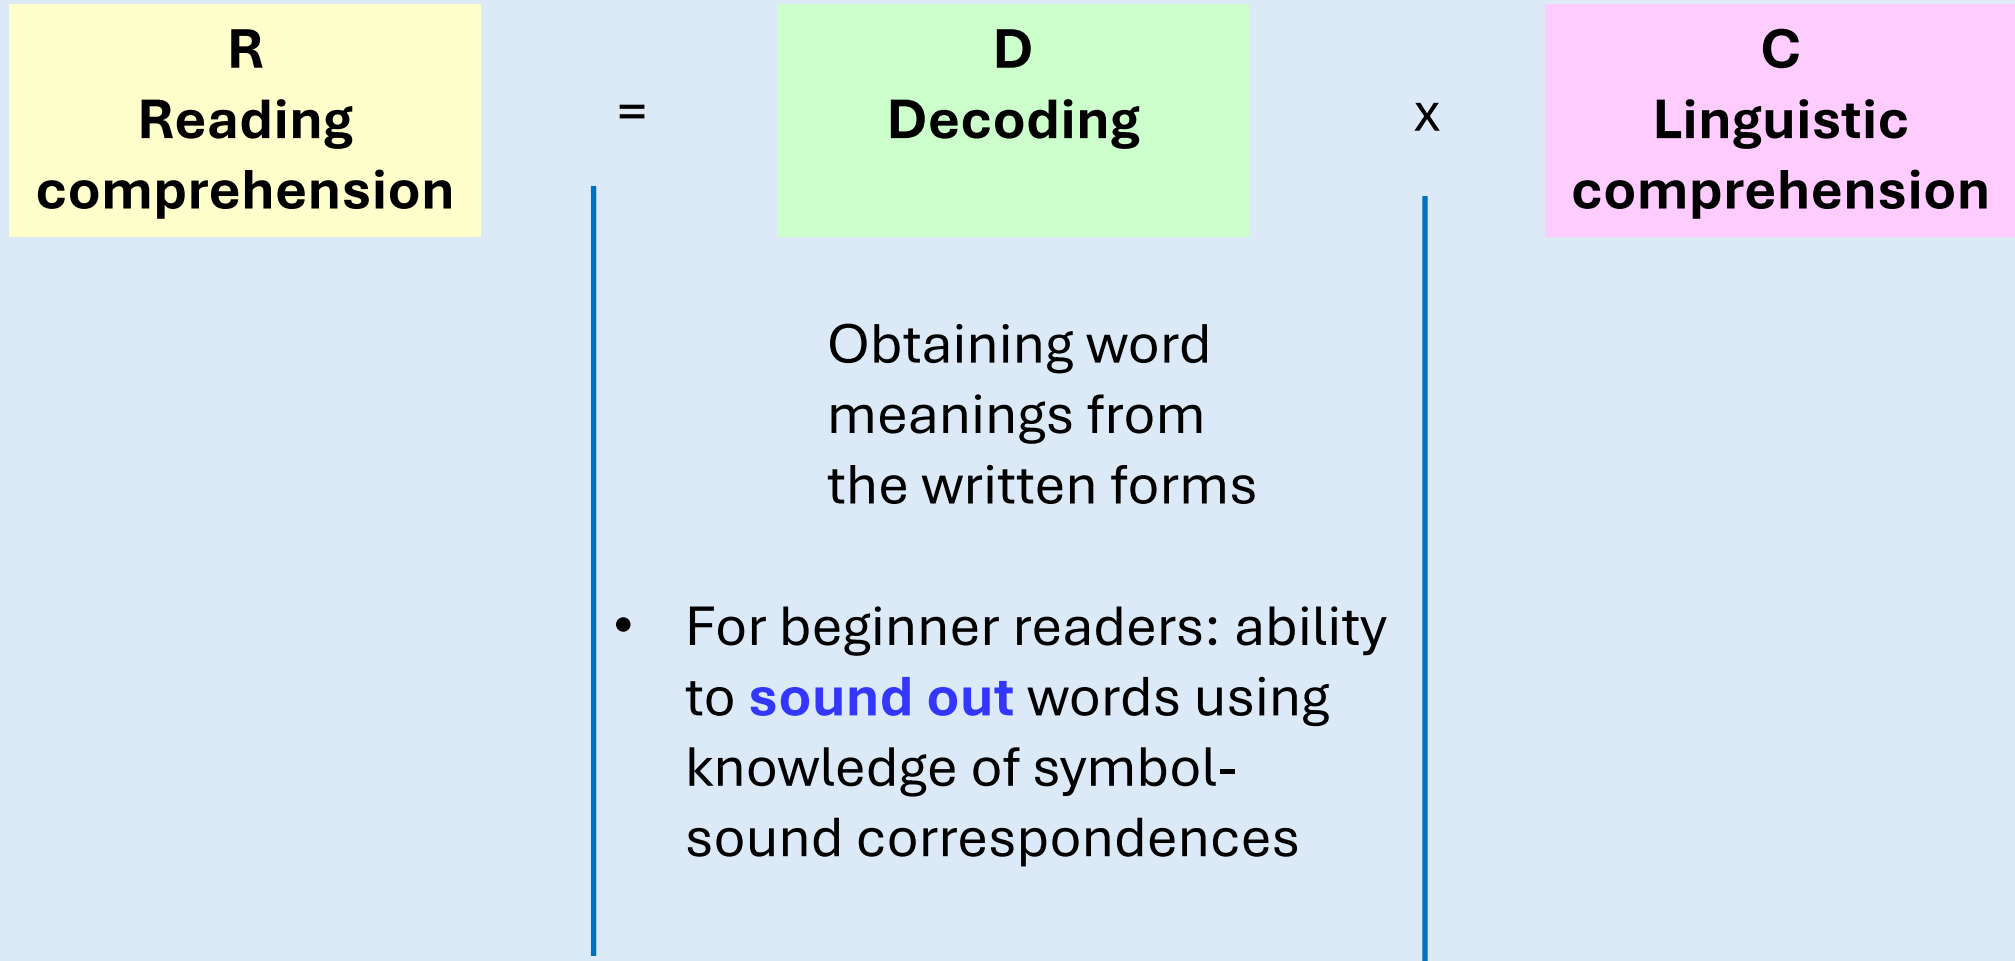 R
Reading
comprehension
=
D
Decoding
x
C
Linguistic
comprehension
Obtaining word
meanings from
the written forms
• For beginner readers: ability
to sound out words using
knowledge of symbol-
sound correspondences